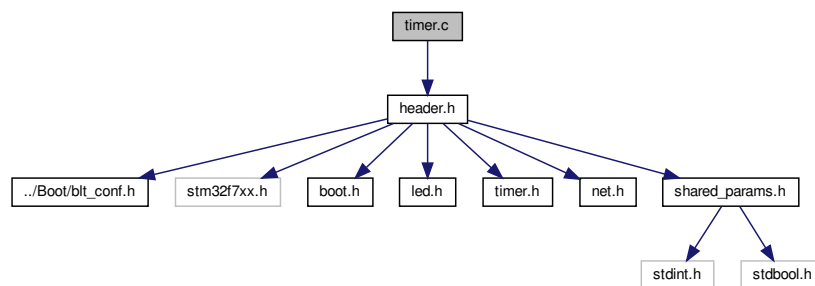 timer.c
header.h
../Boot/blt_conf.h
stm32f7xx.h
boot.h
led.h
timer.h
net.h
shared_params.h
stdint.h
stdbool.h